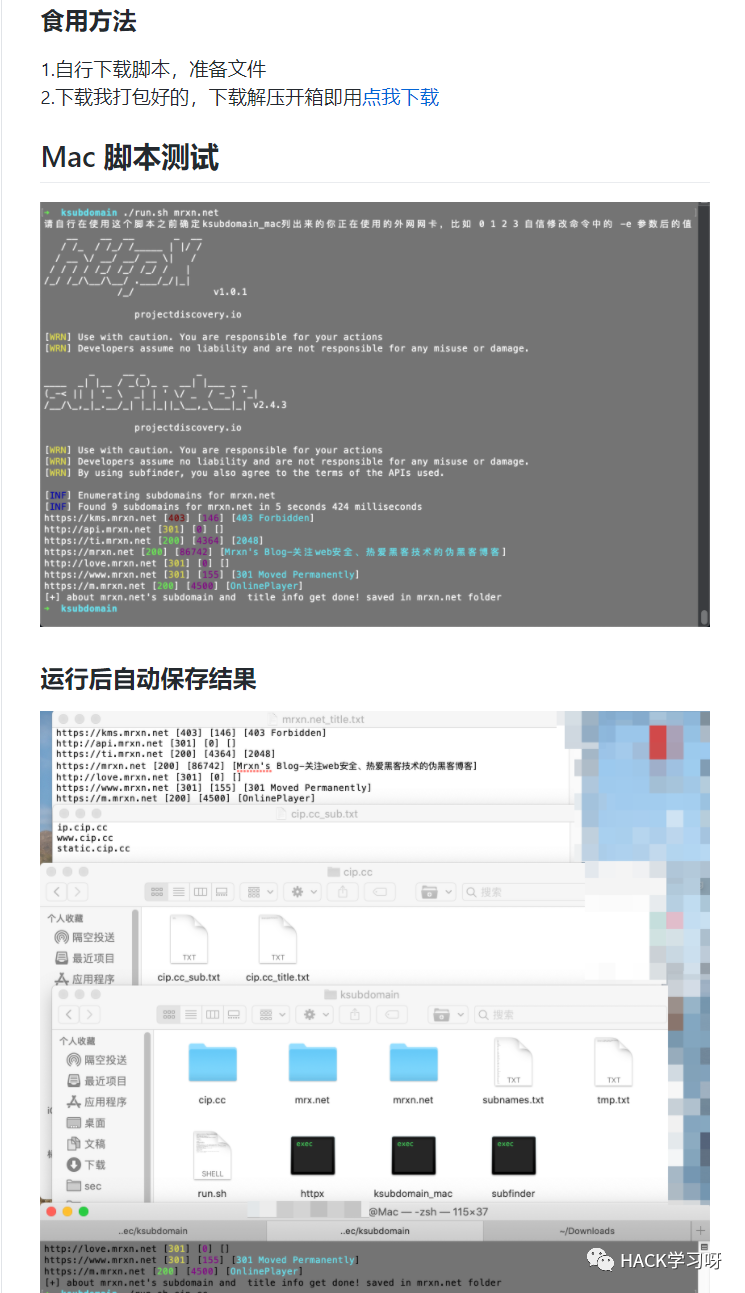 食用方法
1.自行下载脚本，准备文件
2.下载我打包好的，下载解压开箱即用点我下载
Mac 脚本测试
➜ ksubdomain ./run.sh mrxn.net
请自行在使用这个脚本之前确定ksubdomain_mac列出来的你正在使用的外网网卡, 比如 0 1 2 3 自信修改命令中的 -e 参数后的值
httpx
v1.0.1
projectdiscovery.io
[WRN] Use with caution. You are responsible for your actions
[WRN] Developers assume no liability and are not responsible for any misuse or damage.
subfinder
v2.4.3
projectdiscovery.io
[WRN] Use with caution. You are responsible for your actions
[WRN] Developers assume no liability and are not responsible for any misuse or damage.
[WRN] By using subfinder, you also agree to the terms of the APIs used.
[INF] Enumerating subdomains for mrxn.net
[INF] Found 9 subdomains for mrxn.net in 5 seconds 424 milliseconds
https://kms.mrxn.net [403] [146] [403 Forbidden]
http://api.mrxn.net [301] [0] []
https://ti.mrxn.net [200] [4364] [2048]
https://mrxn.net [200] [86742] [Mrxn's Blog-关注web安全、热爱黑客技术的伪黑客博客]
http://love.mrxn.net [301] [0] []
https://www.mrxn.net [301] [155] [301 Moved Permanently]
https://m.mrxn.net [200] [4500] [OnlinePlayer]
[+] about mrxn.net's subdomain and title info get done! saved in mrxn.net folder
➜ ksubdomain
运行后自动保存结果
mrxn.net_title.txt
https://kms.mrxn.net [403] [146] [403 Forbidden]
http://api.mrxn.net [301] [0] []
https://ti.mrxn.net [200] [4364] [2048]
https://mrxn.net [200] [86742] [Mrxn's Blog-关注web安全、热爱黑客技术的伪黑客博客]
http://love.mrxn.net [301] [0] []
https://www.mrxn.net [301] [155] [301 Moved Permanently]
https://m.mrxn.net [200] [4500] [OnlinePlayer]
cip.cc_sub.txt
ip.cip.cc
www.cip.cc
static.cip.cc
cip.cc
搜索
个人收藏
隔空投送
最近项目
应用程序
TXT TXT
cip.cc_sub.txt cip.cc_title.txt
ksubdomain
搜索
个人收藏
隔空投送
最近项目
应用程序
桌面
文稿
下载
sec
TXT TXT
cip.cc mrx.net mrxn.net subnames.txt tmp.txt
SHELL exec exec exec
run.sh httpx ksubdomain_mac subfinder
@Mac — -zsh — 115×37
..ec/ksubdomain ..ec/ksubdomain ~/Downloads
http://love.mrxn.net [301] [0] []
https://www.mrxn.net [301] [155] [301 Moved Permanently]
https://m.mrxn.net [200] [4500] [OnlinePlayer]
[+] about mrxn.net's subdomain and title info get done! saved in mrxn.net folder
HACK学习呀